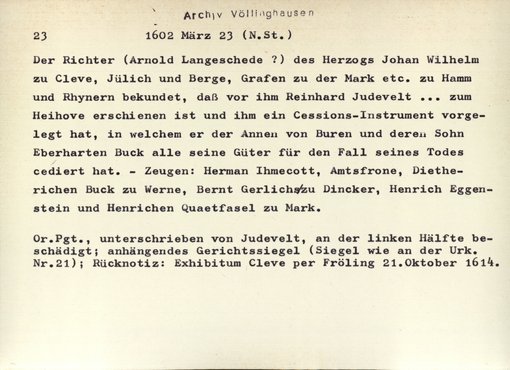 Archiv Völlinghausen
23 1602 März 23 (N.St.)
Der Richter (Arnold Langeschede ?) des Herzogs Johan Wilhelm
zu Cleve, Jülich und Berge, Grafen zu der Mark etc. zu Hamm
und Rhynern bekundet, daß vor ihm Reinhard Judevelt ... zum
Heihove erschienen ist und ihm ein Cessions-Instrument vorge-
legt hat, in welchem er der Annen von Buren und deren Sohn
Eberharten Buck alle seine Güter für den Fall seines Todes
cediert hat. - Zeugen: Herman Ihmecott, Amtsfrone, Diethe-
richen Buck zu Werne, Bernt Gerlichs/zu Dincker, Henrich Eggen-
stein und Henrichen Quaetfasel zu Mark.
Or.Pgt., unterschrieben von Judevelt, an der linken Hälfte be-
schädigt; anhängendes Gerichtssiegel (Siegel wie an der Urk.
Nr.21); Rücknotiz: Exhibitum Cleve per Fröling 21.Oktober 1614.